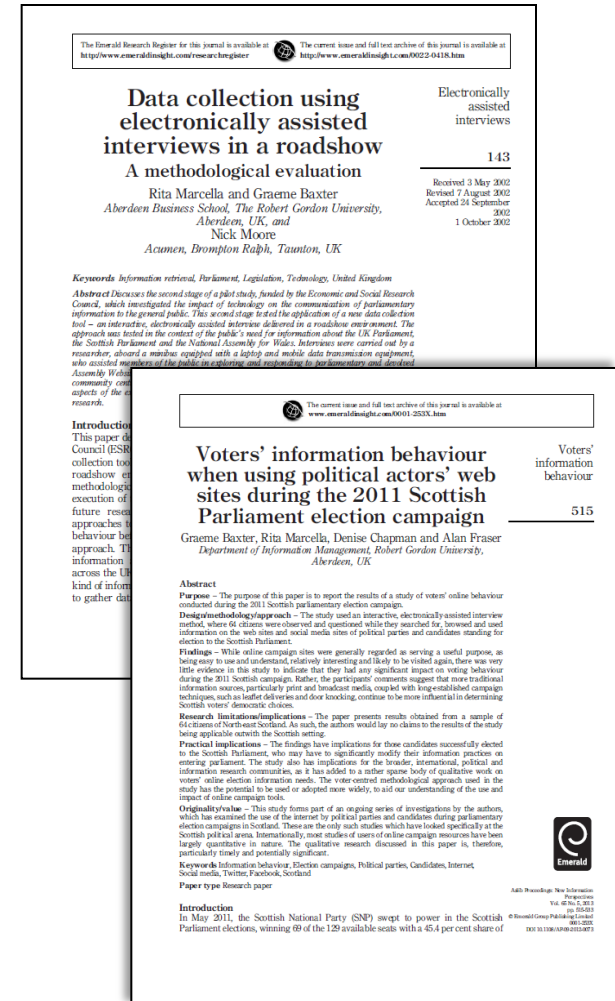 The Emerald Research Register for this journal is available at
http://www.emeraldinsight.com/researchregister
The current issue and full text archive of this journal is available at
http://www.emeraldinsight.com/0022-0418.htm
Data collection using
electronically assisted
interviews in a roadshow
A methodological evaluation
Rita Marcella and Graeme Baxter
Aberdeen Business School, The Robert Gordon University,
Aberdeen, UK, and
Nick Moore
Acumen, Brompton Ralph, Taunton, UK
Electronically
assisted
interviews
143
Received 3 May 2002
Revised 7 August 2002
Accepted 24 September
2002
1 October 2002
Keywords Information retrieval, Parliament, Legislation, Technology, United Kingdom
Abstract Discusses the second stage of a pilot study, funded by the Economic and Social Research
Council, which investigated the impact of technology on the communication of parliamentary
information to the general public. This second stage tested the application of a new data collection
tool – an interactive, electronically assisted interview delivered in a roadshow environment. The
approach was tested in the context of the public's need for information about the UK Parliament,
the Scottish Parliament and the National Assembly for Wales. Interviews were carried out by a
researcher, aboard a minibus equipped with a laptop and mobile data transmission equipment,
who assisted members of the public in exploring and responding to parliamentary and devolved
Assembly
community
aspects of the
research.
Introduction
This paper
Council
collection
roadshow
execution of
future
approaches
behaviour
approach.
information
across the
kind of
to gather
The current issue and full text archive of this journal is available at
www.emeraldinsight.com/0001-253X.htm
Voters' information behaviour
when using political actors' web
sites during the 2011 Scottish
Parliament election campaign
Graeme Baxter, Rita Marcella, Denise Chapman and Alan Fraser
Department of Information Management, Robert Gordon University,
Aberdeen, UK
Voters'
information
behaviour
515
Abstract
Purpose – The purpose of this paper is to report the results of a study of voters' online behaviour
conducted during the 2011 Scottish parliamentary election campaign.
Design/methodology/approach – The study used an interactive, electronically-assisted interview
method, where 64 citizens were observed and questioned while they searched for, browsed and used
information on the web sites and social media sites of political parties and candidates standing for
election to the Scottish Parliament.
Findings – While online campaign sites were generally regarded as serving a useful purpose, as
being easy to use and understand, relatively interesting and likely to be visited again, there was very
little evidence in this study to indicate that they had any significant impact on voting behaviour
during the 2011 Scottish campaign. Rather, the participants' comments suggest that more traditional
information sources, particularly print and broadcast media, coupled with long-established campaign
techniques, such as leaflet deliveries and door knocking, continue to be more influential in determining
Scottish voters' democratic choices.
Research limitations/implications – The paper presents results obtained from a sample of
64 citizens of North-east Scotland. As such, the authors would lay no claims to the results of the study
being applicable outwith the Scottish setting.
Practical implications – The findings have implications for those candidates successfully elected
to the Scottish Parliament, who may have to significantly modify their information practices on
entering parliament. The study also has implications for the broader, international, political and
information research communities, as it has added to a rather sparse body of qualitative work on
voters' online election information needs. The voter-centred methodological approach used in the
study has the potential to be used or adopted more widely, to aid our understanding of the use and
impact of online campaign tools.
Originality/value – This study forms part of an ongoing series of investigations by the authors,
which has examined the use of the internet by political parties and candidates during parliamentary
election campaigns in Scotland. These are the only such studies which have looked specifically at the
Scottish political arena. Internationally, most studies of users of online campaign resources have been
largely quantitative in nature. The qualitative research discussed in this paper is, therefore,
particularly timely and potentially significant.
Keywords Information behaviour, Election campaigns, Political parties, Candidates, Internet,
Social media, Twitter, Facebook, Scotland
Paper type Research paper
Emerald
Aslib Proceedings: New Information
Perspectives
Vol. 65 No. 5, 2013
pp. 515-533
© Emerald Group Publishing Limited
0001-253X
DOI 10.1108/AP-09-2012-0073
Introduction
In May 2011, the Scottish National Party (SNP) swept to power in the Scottish
Parliament elections, winning 69 of the 129 available seats with a 45.4 per cent share of